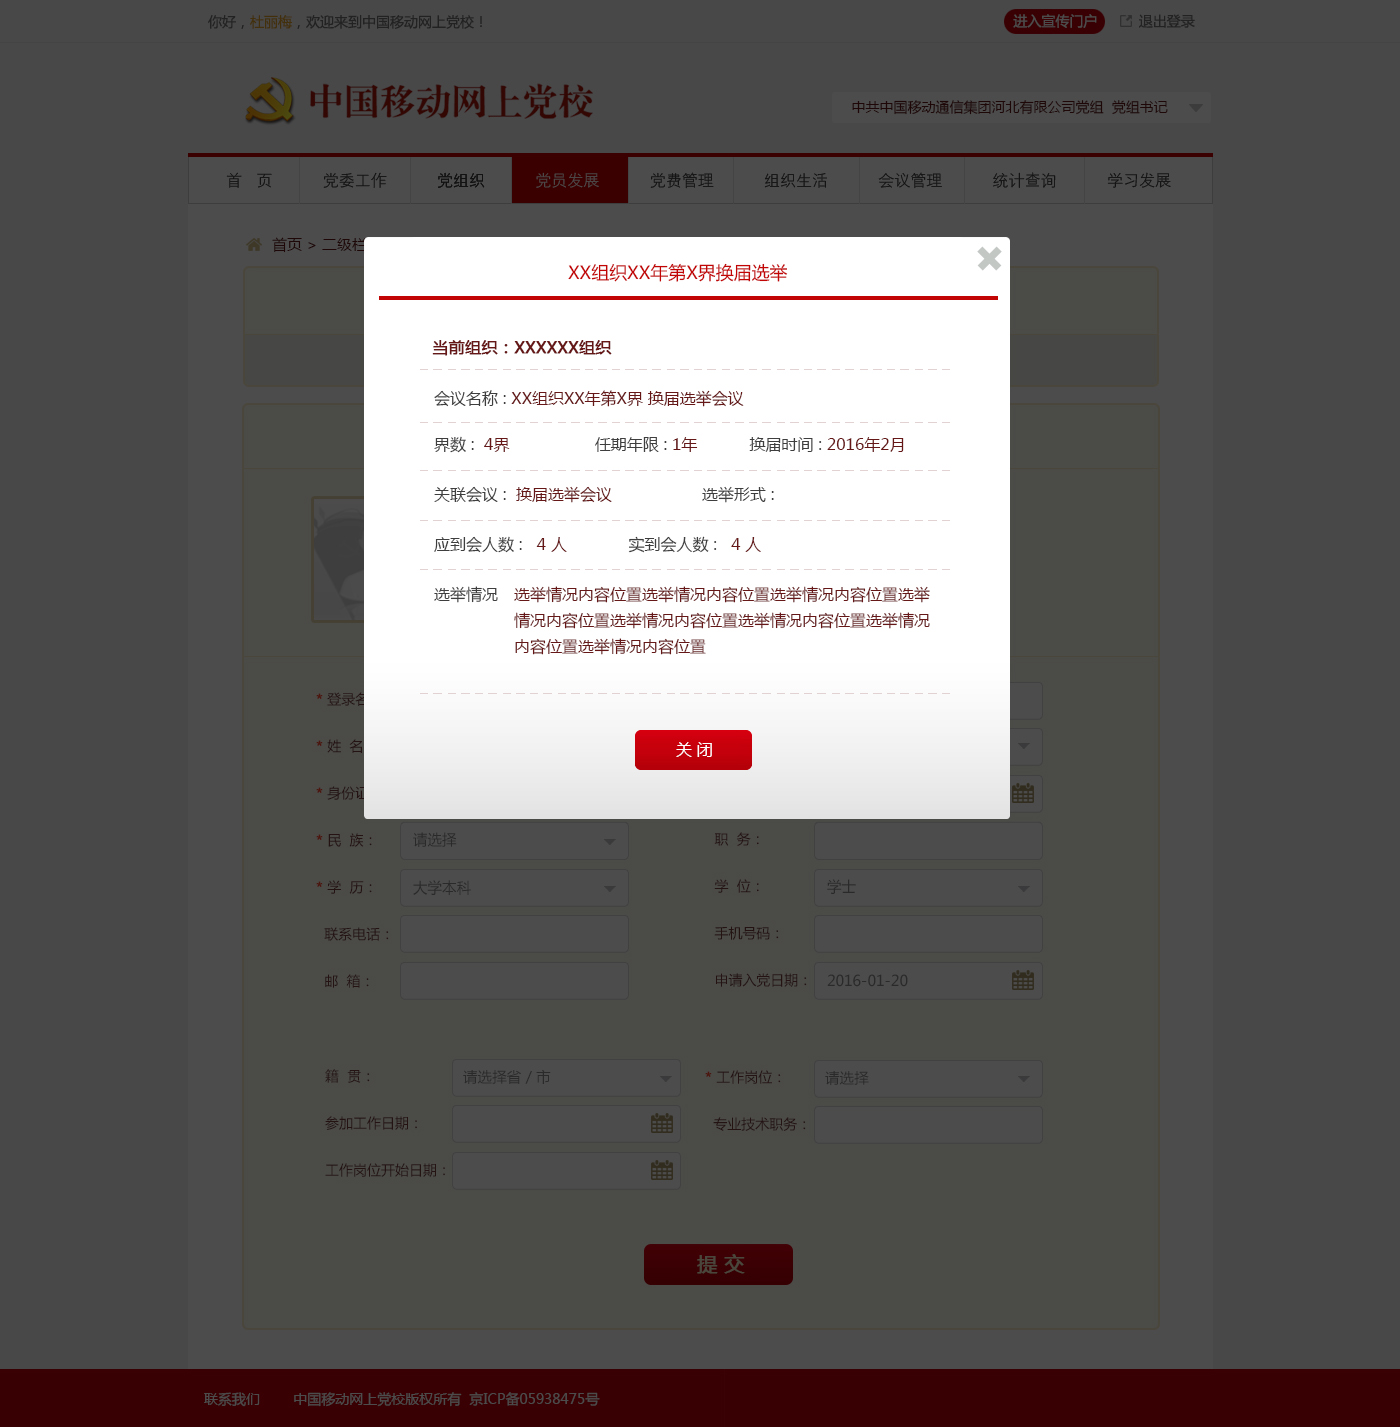 你好，杜丽梅，欢迎来到中国移动网上党校！
进入宣传门户 退出登录
中国移动网上党校
中共中国移动通信集团河北有限公司党组 党组书记
首 页 党委工作 党组织 党员发展 党费管理 组织生活 会议管理 统计查询 学习发展
首页 > 二级栏
XX组织XX年第X界换届选举
当前组织：XXXXXX组织
会议名称：XX组织XX年第X界 换届选举会议
界数： 4界 任期年限：1年 换届时间：2016年2月
关联会议： 换届选举会议 选举形式：
应到会人数： 4 人 实到会人数： 4 人
选举情况 选举情况内容位置选举情况内容位置选举情况内容位置选举
情况内容位置选举情况内容位置选举情况内容位置选举情况
内容位置选举情况内容位置
关 闭
* 登录名
* 姓 名
* 身份证
* 民 族： 请选择 职 务：
* 学 历： 大学本科 学 位： 学士
联系电话： 手机号码：
邮 箱： 申请入党日期： 2016-01-20
籍 贯： 请选择省 / 市 * 工作岗位： 请选择
参加工作日期： 专业技术职务：
工作岗位开始日期：
提 交
联系我们 中国移动网上党校版权所有 京ICP备05938475号